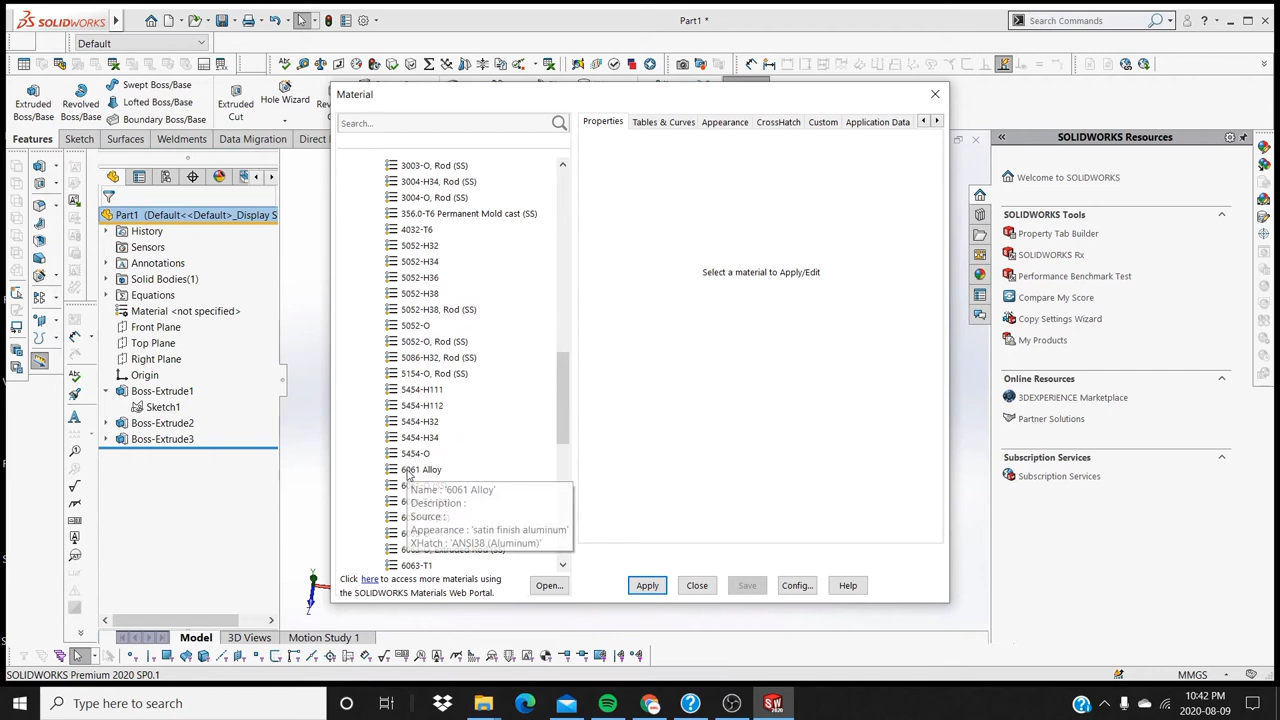 SOLIDWORKS
Part1 *
Search Commands
Default
Extruded
Boss/Base
Revolved
Boss/Base
Swept Boss/Base
Lofted Boss/Base
Boundary Boss/Base
Extruded
Cut
Hole Wizard
Features
Sketch
Surfaces
Weldments
Data Migration
Direct
Part1 (Default<<Default>_Display S
History
Sensors
Annotations
Solid Bodies(1)
Equations
Material <not specified>
Front Plane
Top Plane
Right Plane
Origin
Boss-Extrude1
Sketch1
Boss-Extrude2
Boss-Extrude3
Material
Search...
3003-O, Rod (SS)
3004-H34, Rod (SS)
3004-O, Rod (SS)
356.0-T6 Permanent Mold cast (SS)
4032-T6
5052-H32
5052-H34
5052-H36
5052-H38
5052-H38, Rod (SS)
5052-O
5052-O, Rod (SS)
5086-H32, Rod (SS)
5154-O, Rod (SS)
5454-H111
5454-H112
5454-H32
5454-H34
5454-O
6061 Alloy
Name : '6061 Alloy'
Description :
Source :
Appearance : 'satin finish aluminum'
XHatch : 'ANSI38 (Aluminum)'
6063-O, Extruded Rod (SS)
6063-T1
Click here to access more materials using
the SOLIDWORKS Materials Web Portal.
Open...
Properties
Tables & Curves
Appearance
CrossHatch
Custom
Application Data
Select a material to Apply/Edit
Apply
Close
Save
Config...
Help
SOLIDWORKS Resources
Welcome to SOLIDWORKS
SOLIDWORKS Tools
Property Tab Builder
SOLIDWORKS Rx
Performance Benchmark Test
Compare My Score
Copy Settings Wizard
My Products
Online Resources
3DEXPERIENCE Marketplace
Partner Solutions
Subscription Services
Subscription Services
Y
Z
Model
3D Views
Motion Study 1
SOLIDWORKS Premium 2020 SP0.1
MMGS
Type here to search
10:42 PM
2020-08-09